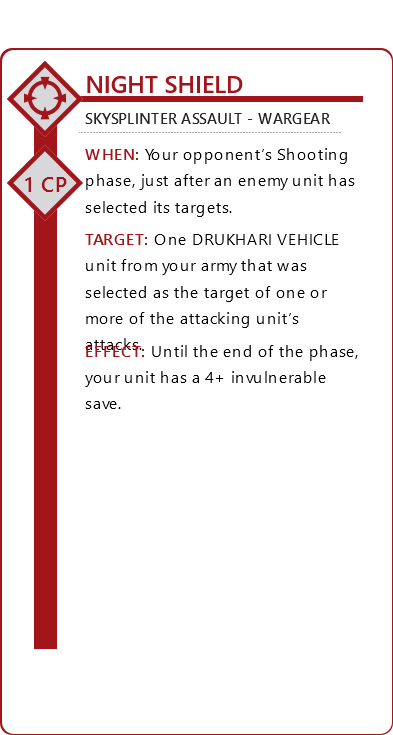 NIGHT SHIELD
SKYSPLINTER ASSAULT - WARGEAR
WHEN: Your opponent's Shooting
phase, just after an enemy unit has
selected its targets.
1 CP
TARGET: One DRUKHARI VEHICLE
unit from your army that was
selected as the target of one or
more of the attacking unit's
attacks.
EFFECT: Until the end of the phase,
your unit has a 4+ invulnerable
save.